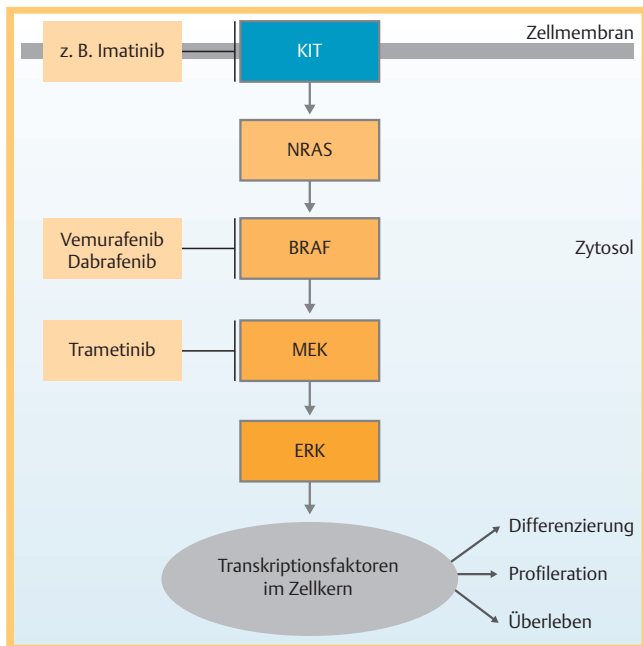 Zellmembran
z. B. Imatinib
KIT
NRAS
Vemurafenib
Dabrafenib
BRAF
Zytosol
Trametinib
MEK
ERK
Transkriptionsfaktoren
im Zellkern
Differenzierung
Profileration
Überleben